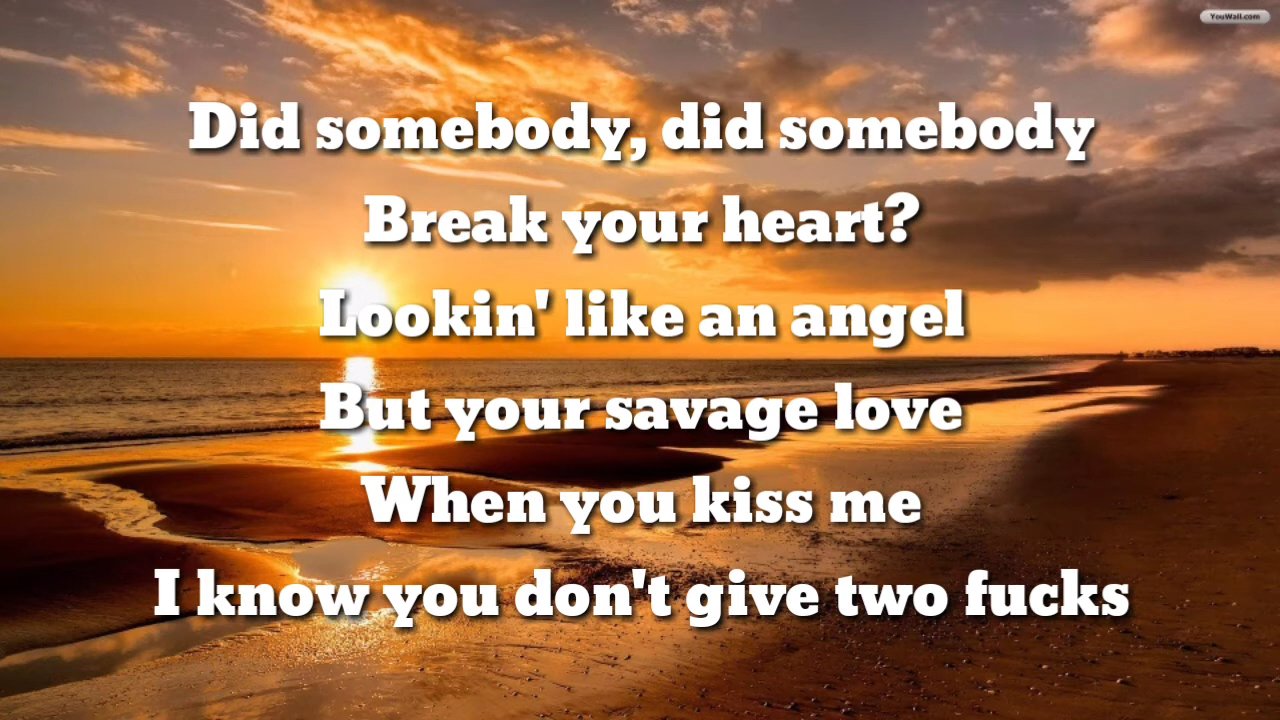 YouWall.com
Did somebody, did somebody
Break your heart?
Lookin' like an angel
But your savage love
When you kiss me
I know you don't give two fucks